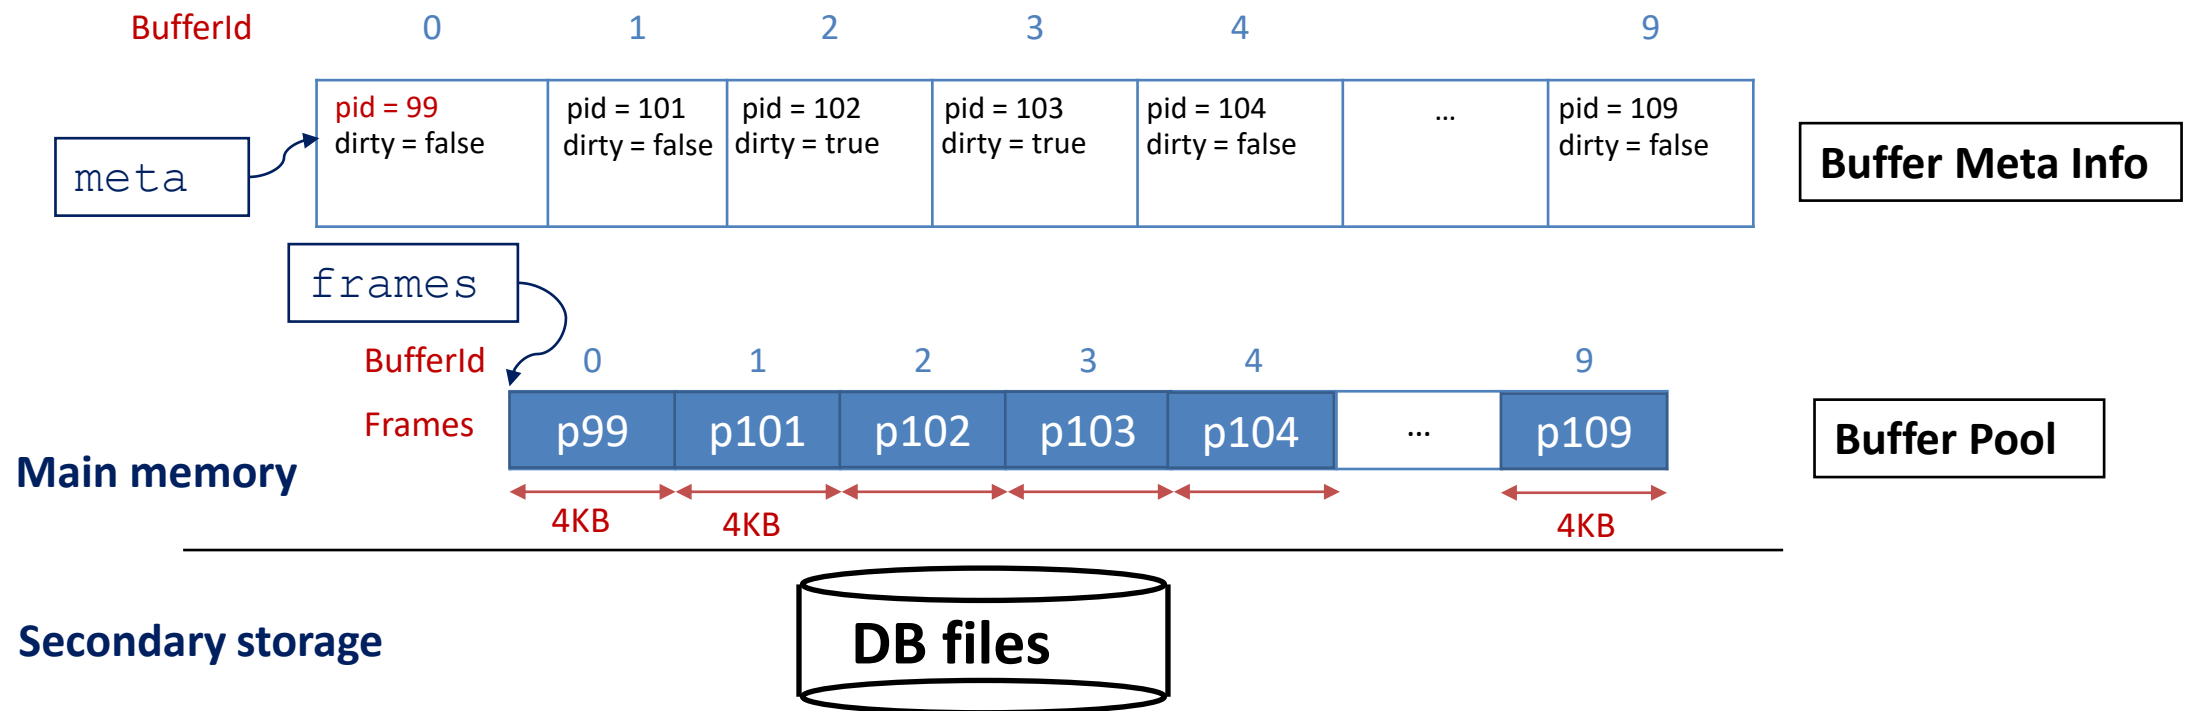 BufferId 0 1 2 3 4 9
pid = 99 pid = 101 pid = 102 pid = 103 pid = 104 ... pid = 109
dirty = false dirty = false dirty = true dirty = true dirty = false dirty = false
meta
Buffer Meta Info
frames
BufferId 0 1 2 3 4 9
Frames p99 p101 p102 p103 p104 ... p109
Buffer Pool
Main memory
4KB 4KB 4KB
Secondary storage
DB files